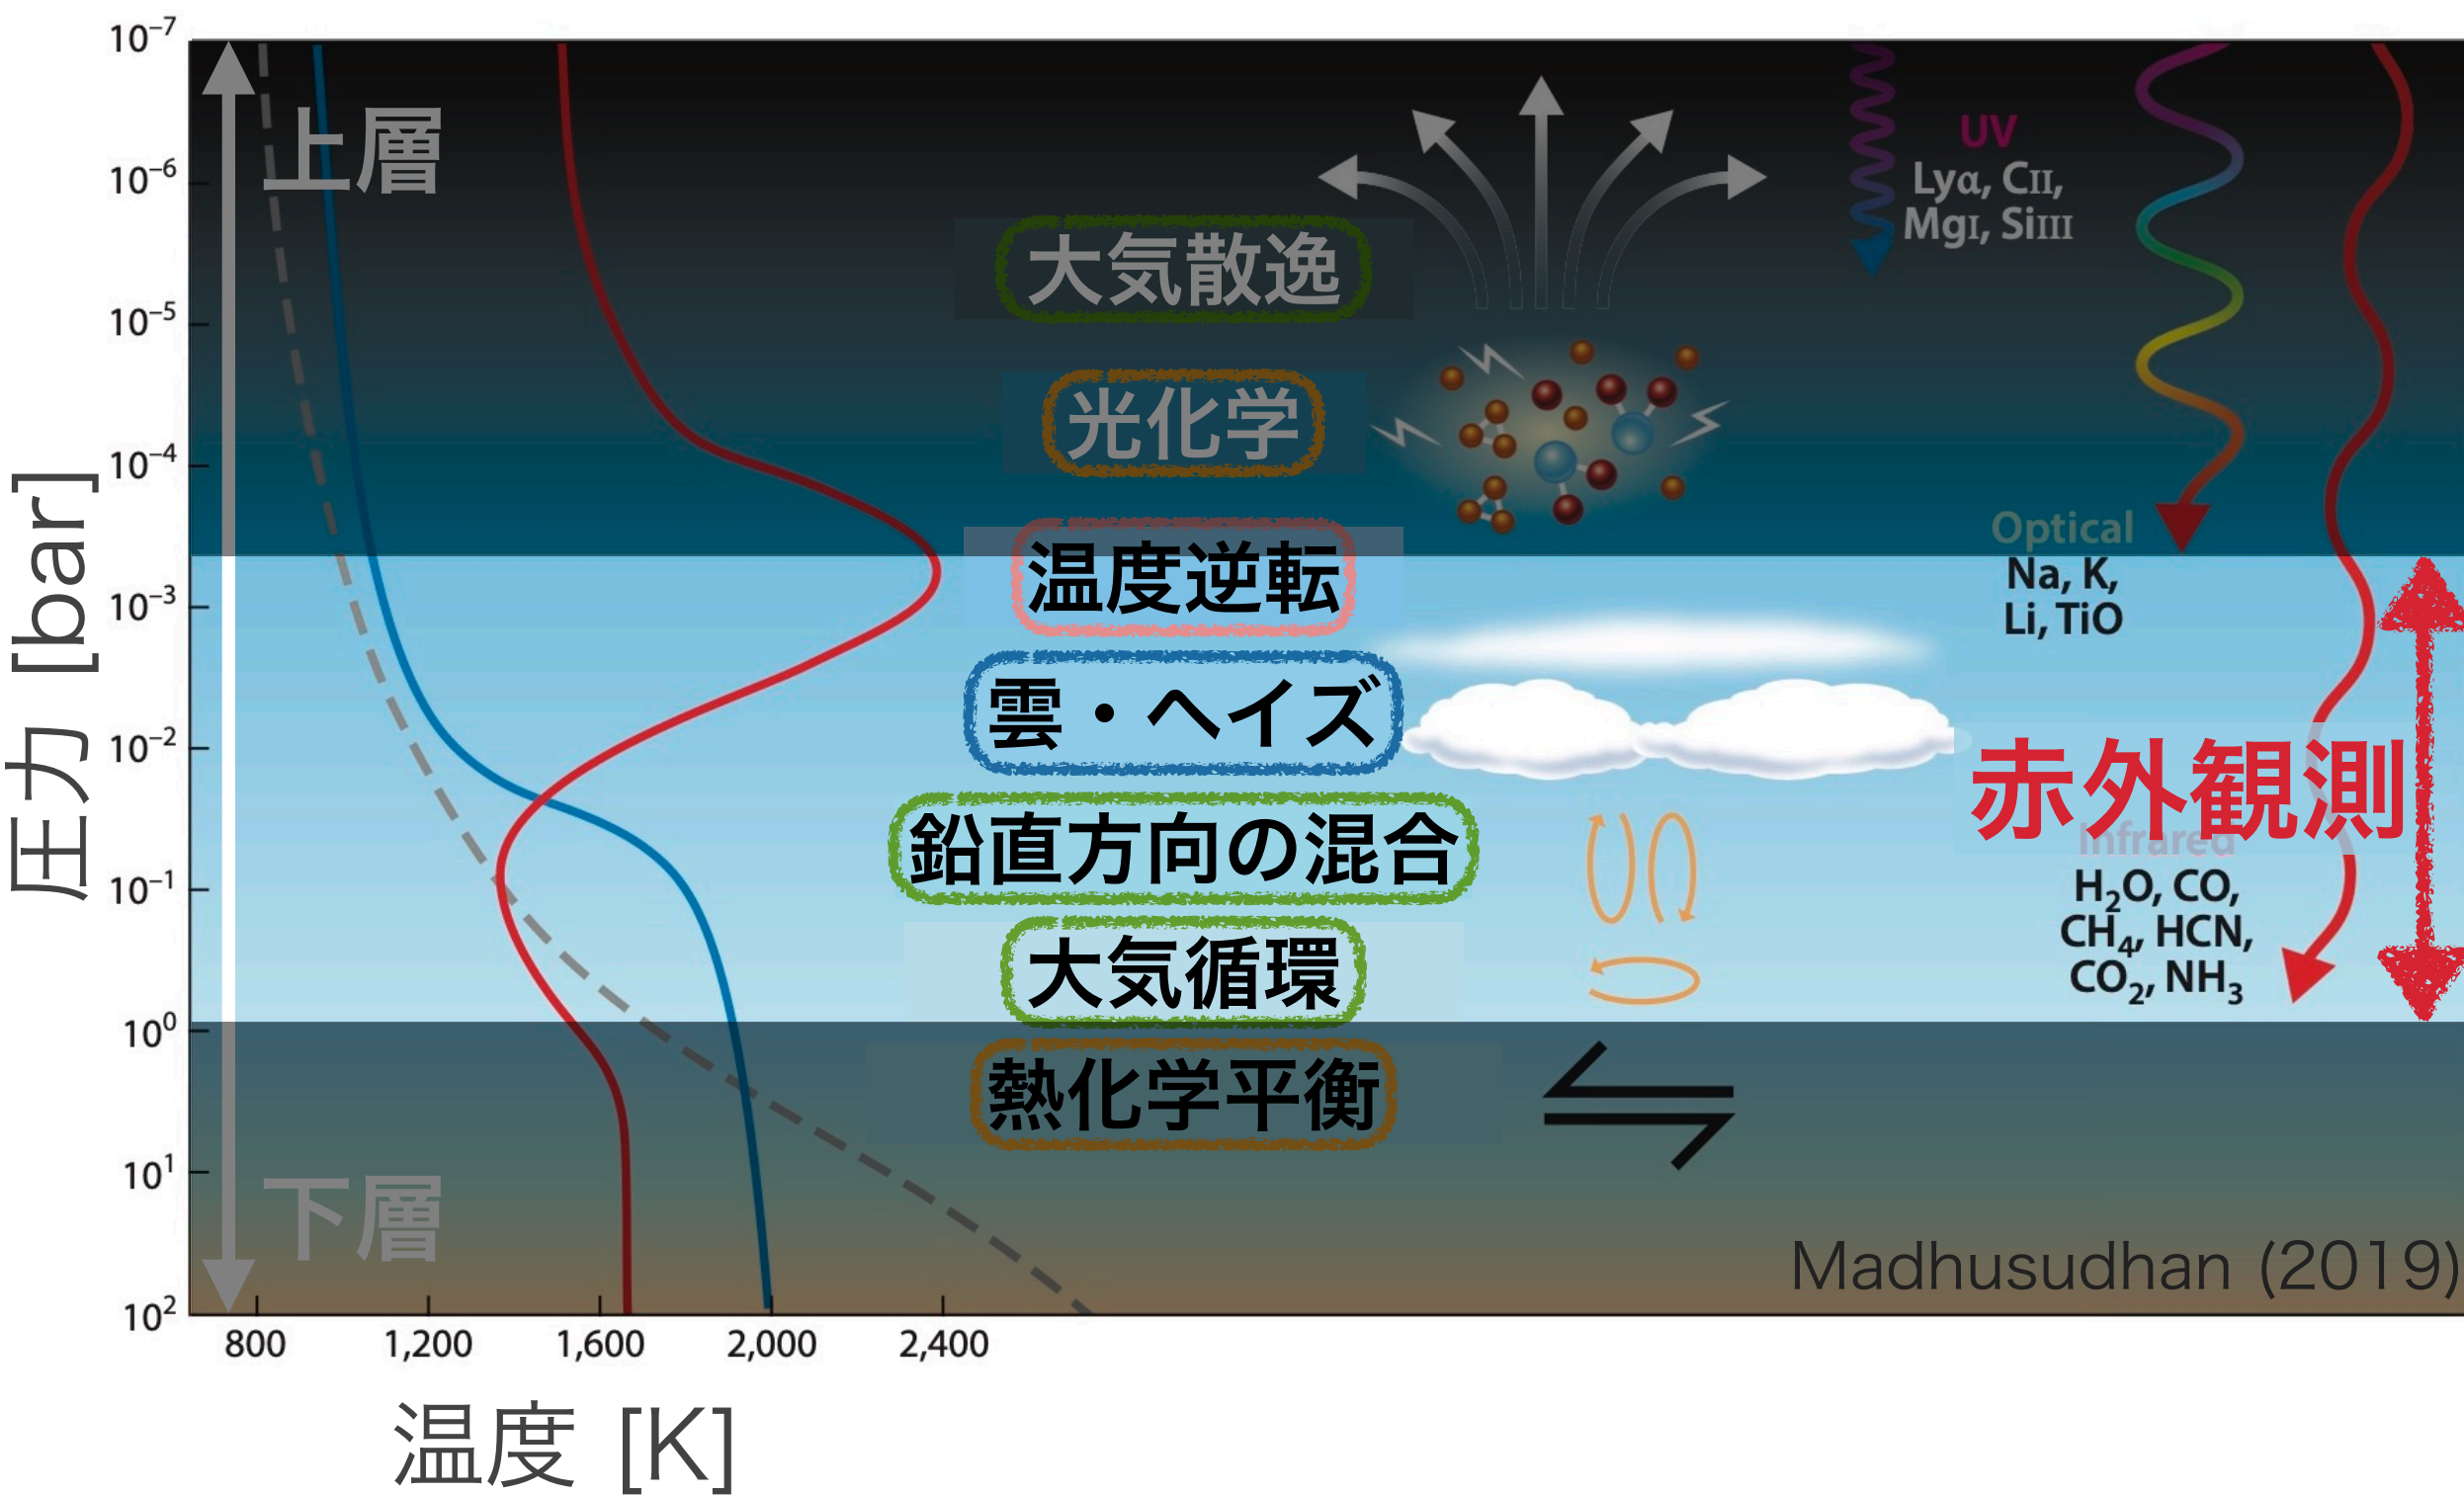 圧力 [bar]
10⁻⁷
10⁻⁶
10⁻⁵
10⁻⁴
10⁻³
10⁻²
10⁻¹
10⁰
10¹
10²
上層
下層
大気散逸
光化学
温度逆転
雲・ヘイズ
鉛直方向の混合
大気循環
熱化学平衡
UV
Lyα, CII,
MgI, SiIII
Optical
Na, K,
Li, TiO
赤外観測
Infrared
H₂O, CO,
CH₄, HCN,
CO₂, NH₃
Madhusudhan (2019)
800 1,200 1,600 2,000 2,400
温度 [K]